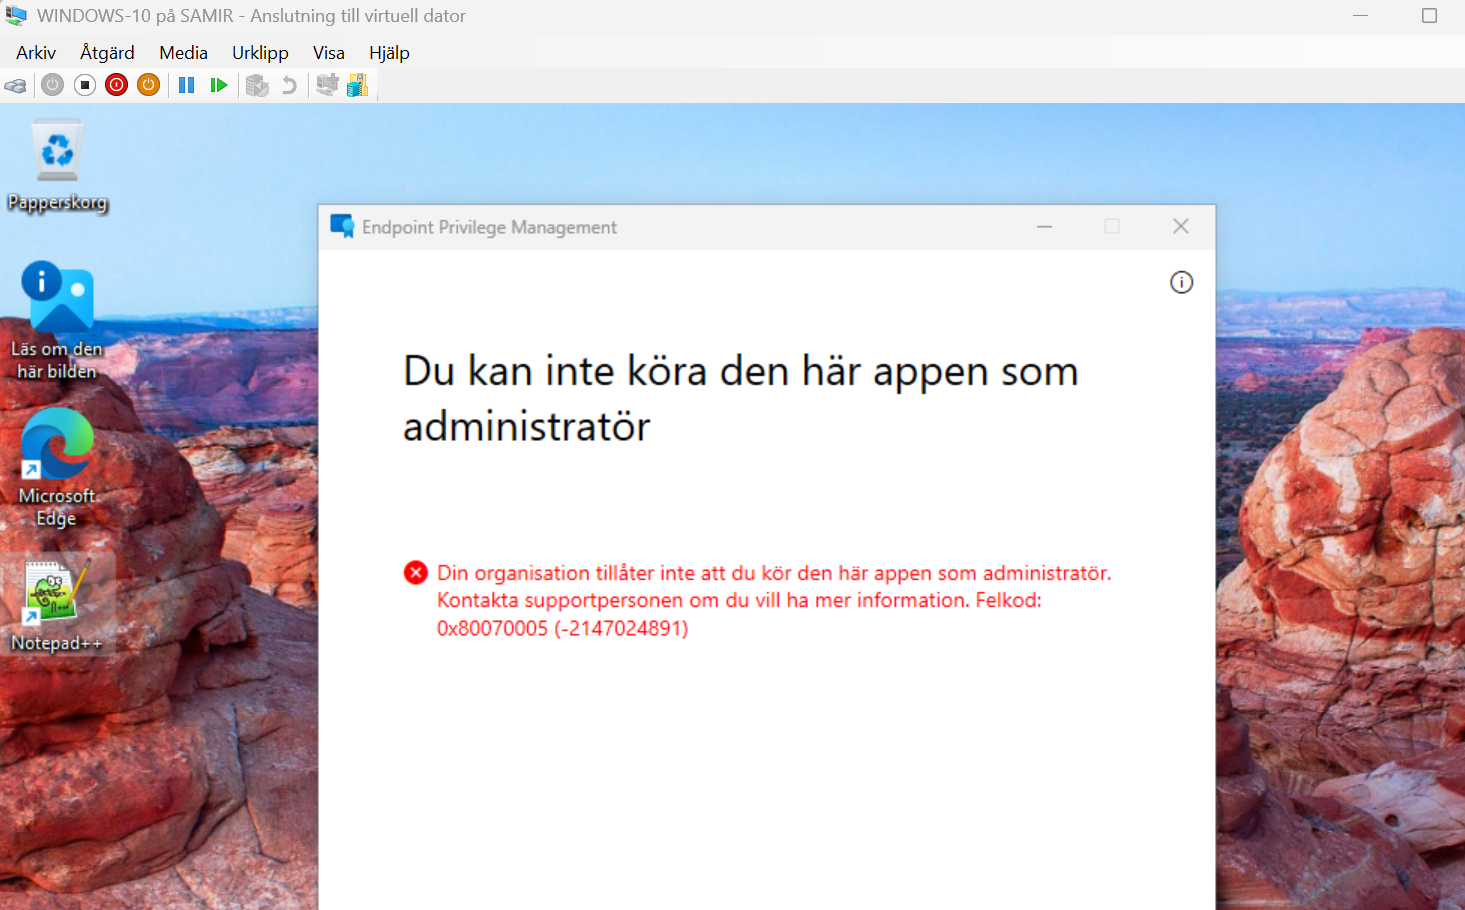 WINDOWS-10 på SAMIR - Anslutning till virtuell dator
Arkiv Åtgärd Media Urklipp Visa Hjälp
Papperskorg
Läs om den
här bilden
Microsoft
Edge
Notepad++
Endpoint Privilege Management
Du kan inte köra den här appen som
administratör
Din organisation tillåter inte att du kör den här appen som administratör.
Kontakta supportpersonen om du vill ha mer information. Felkod:
0x80070005 (-2147024891)